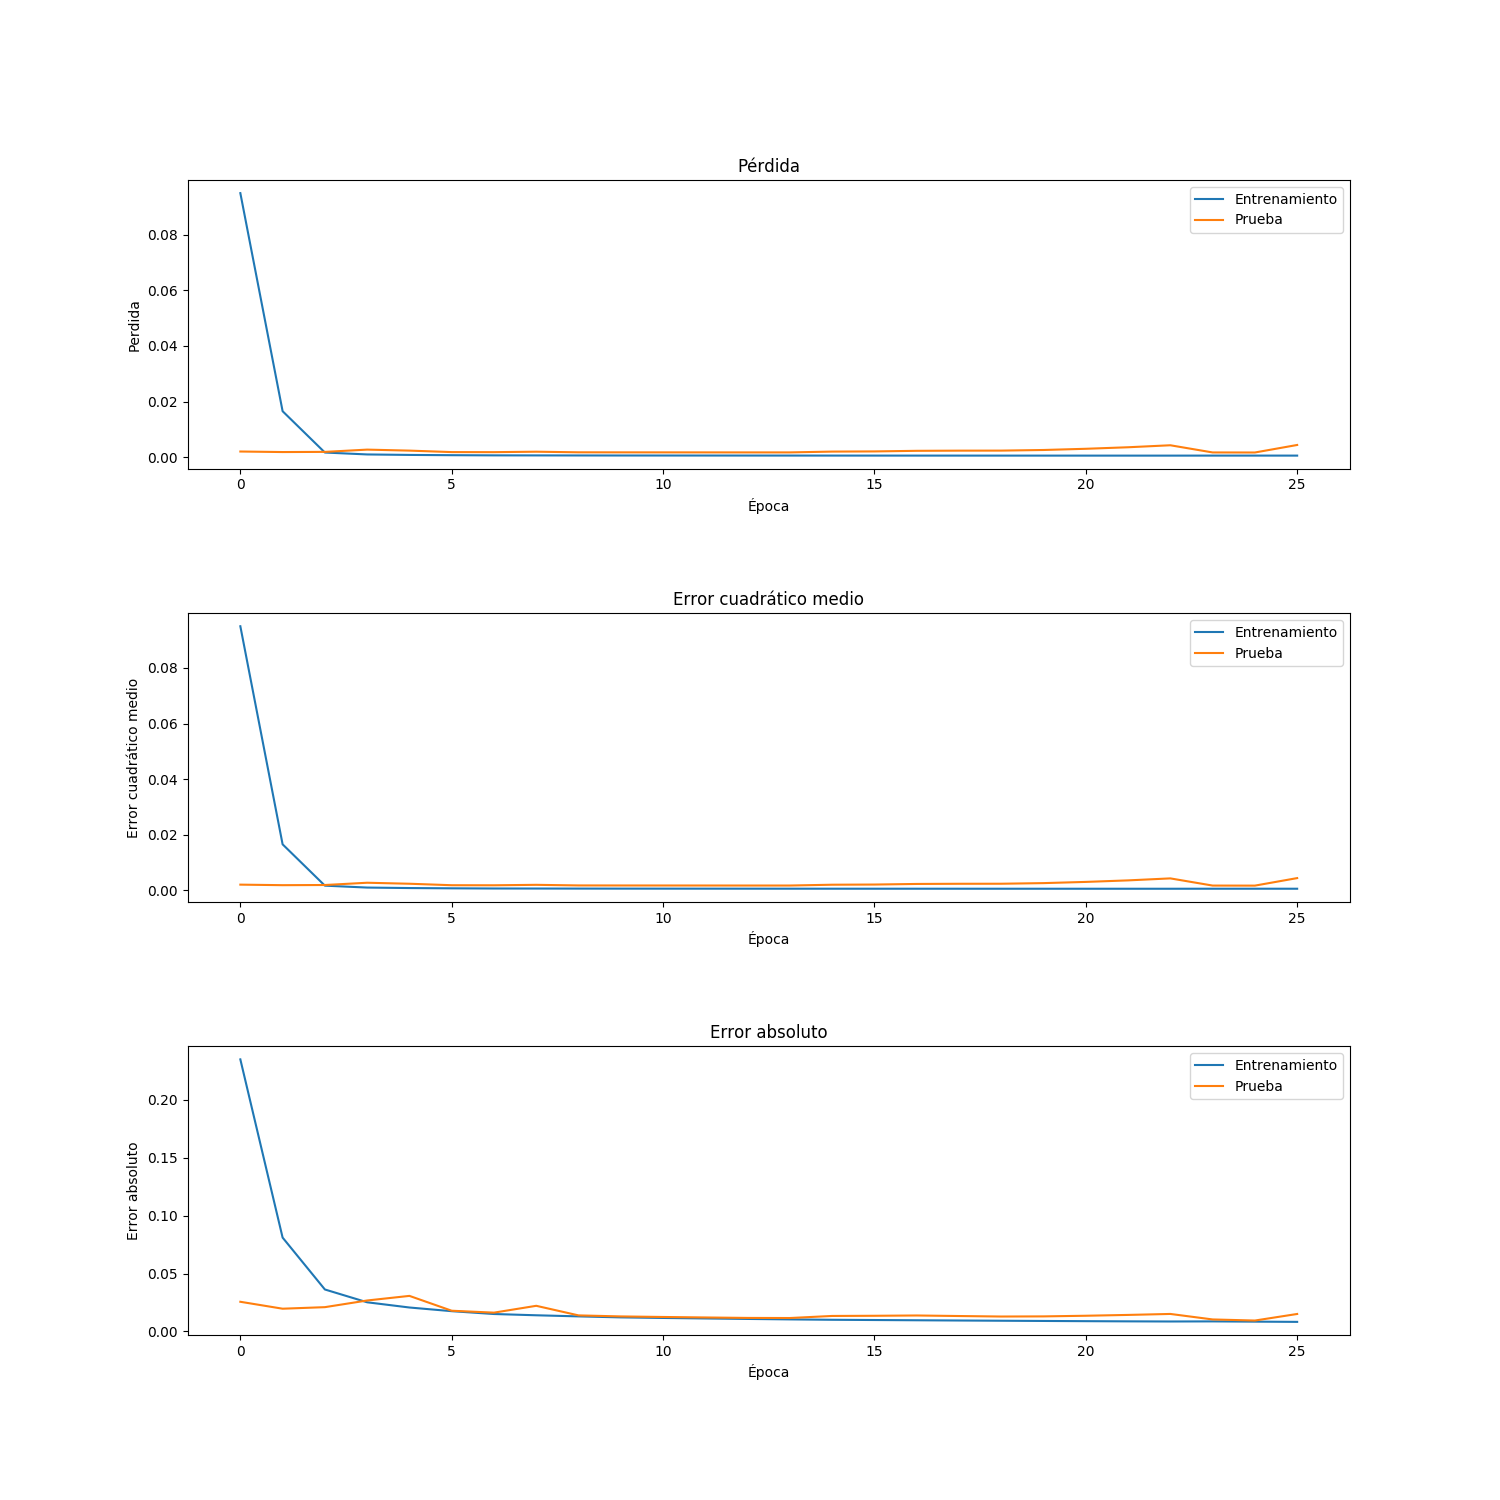 Pérdida
Entrenamiento
Prueba
Perdida
0.08
0.06
0.04
0.02
0.00
0 5 10 15 20 25
Época
Error cuadrático medio
Entrenamiento
Prueba
Error cuadrático medio
0.08
0.06
0.04
0.02
0.00
0 5 10 15 20 25
Época
Error absoluto
Entrenamiento
Prueba
Error absoluto
0.20
0.15
0.10
0.05
0.00
0 5 10 15 20 25
Época